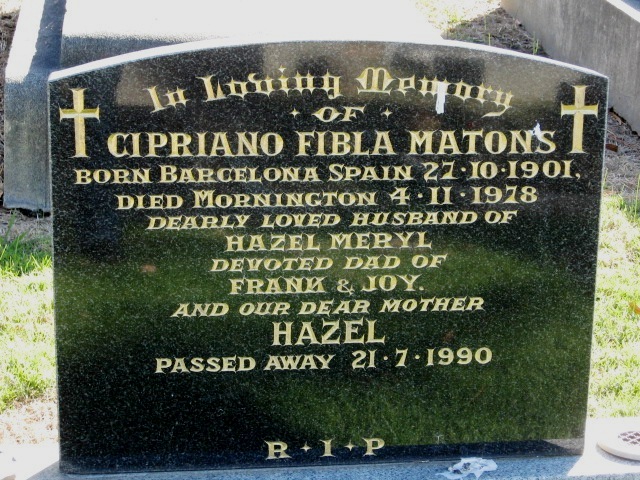 In Loving Memory
· OF ·
CIPRIANO FIBLA MATONS
BORN BARCELONA SPAIN 27·10·1901,
DIED MORNINGTON 4·11·1978
DEARLY LOVED HUSBAND OF
HAZEL MERYL
DEVOTED DAD OF
FRANK & JOY.
AND OUR DEAR MOTHER
HAZEL
PASSED AWAY 21·7·1990
R·I·P